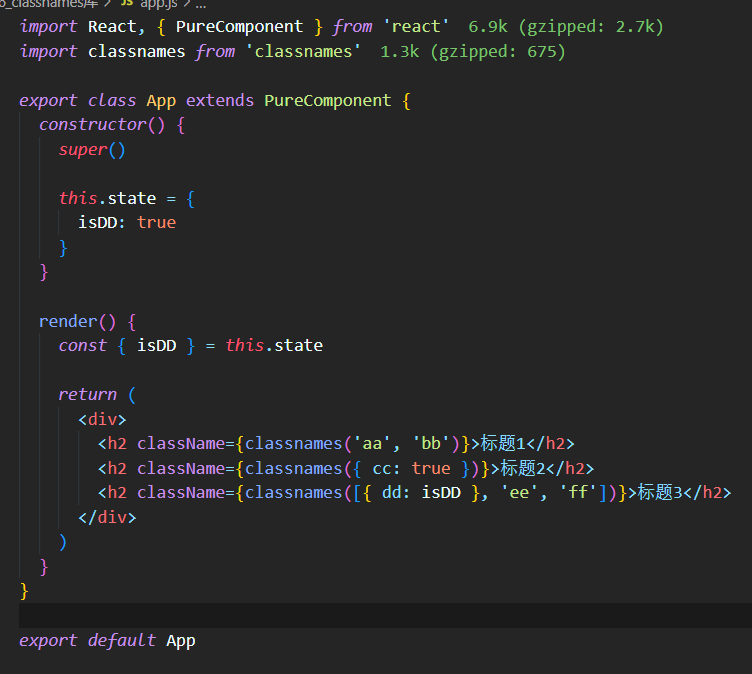 6_classnames库 > JS app.js > ...
import React, { PureComponent } from 'react'  6.9k (gzipped: 2.7k)
import classnames from 'classnames'  1.3k (gzipped: 675)
export class App extends PureComponent {
  constructor() {
    super()
    this.state = {
      isDD: true
    }
  }
  render() {
    const { isDD } = this.state
    return (
      <div>
        <h2 className={classnames('aa', 'bb')}>标题1</h2>
        <h2 className={classnames({ cc: true })}>标题2</h2>
        <h2 className={classnames([{ dd: isDD }, 'ee', 'ff'])}>标题3</h2>
      </div>
    )
  }
}
export default App